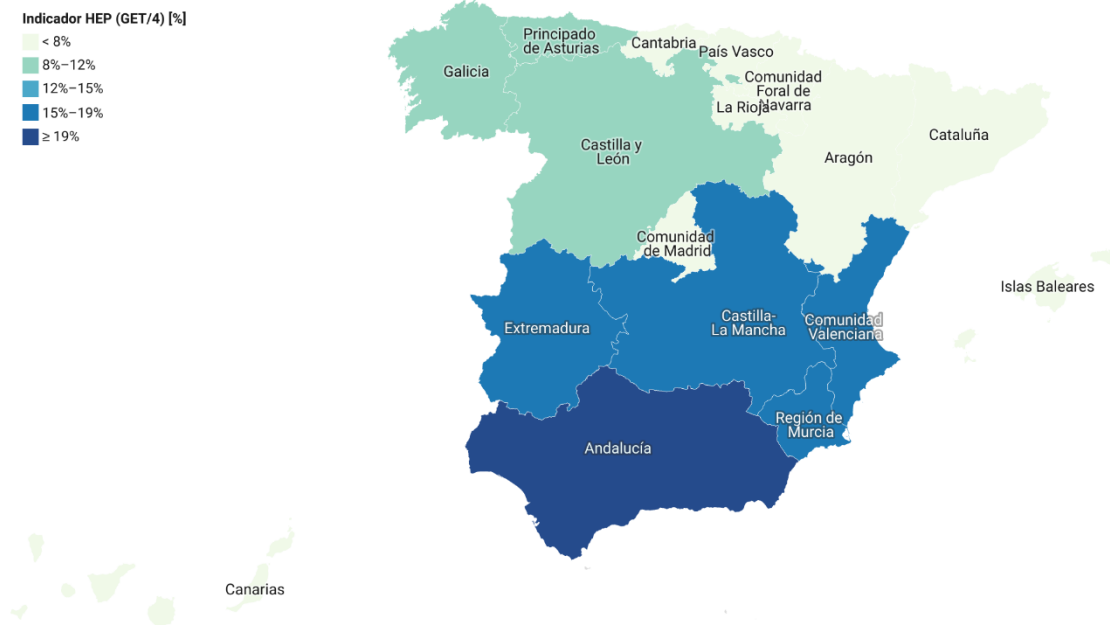 Indicador HEP (GET/4) [%]
< 8%
8%–12%
12%–15%
15%–19%
≥ 19%
Principado
de Asturias
Cantabria
País Vasco
Galicia
Comunidad
Foral de
Navarra
La Rioja
Cataluña
Castilla y
León
Aragón
Comunidad
de Madrid
Islas Baleares
Extremadura
Castilla-
La Mancha
Comunidad
Valenciana
Región de
Murcia
Andalucía
Canarias